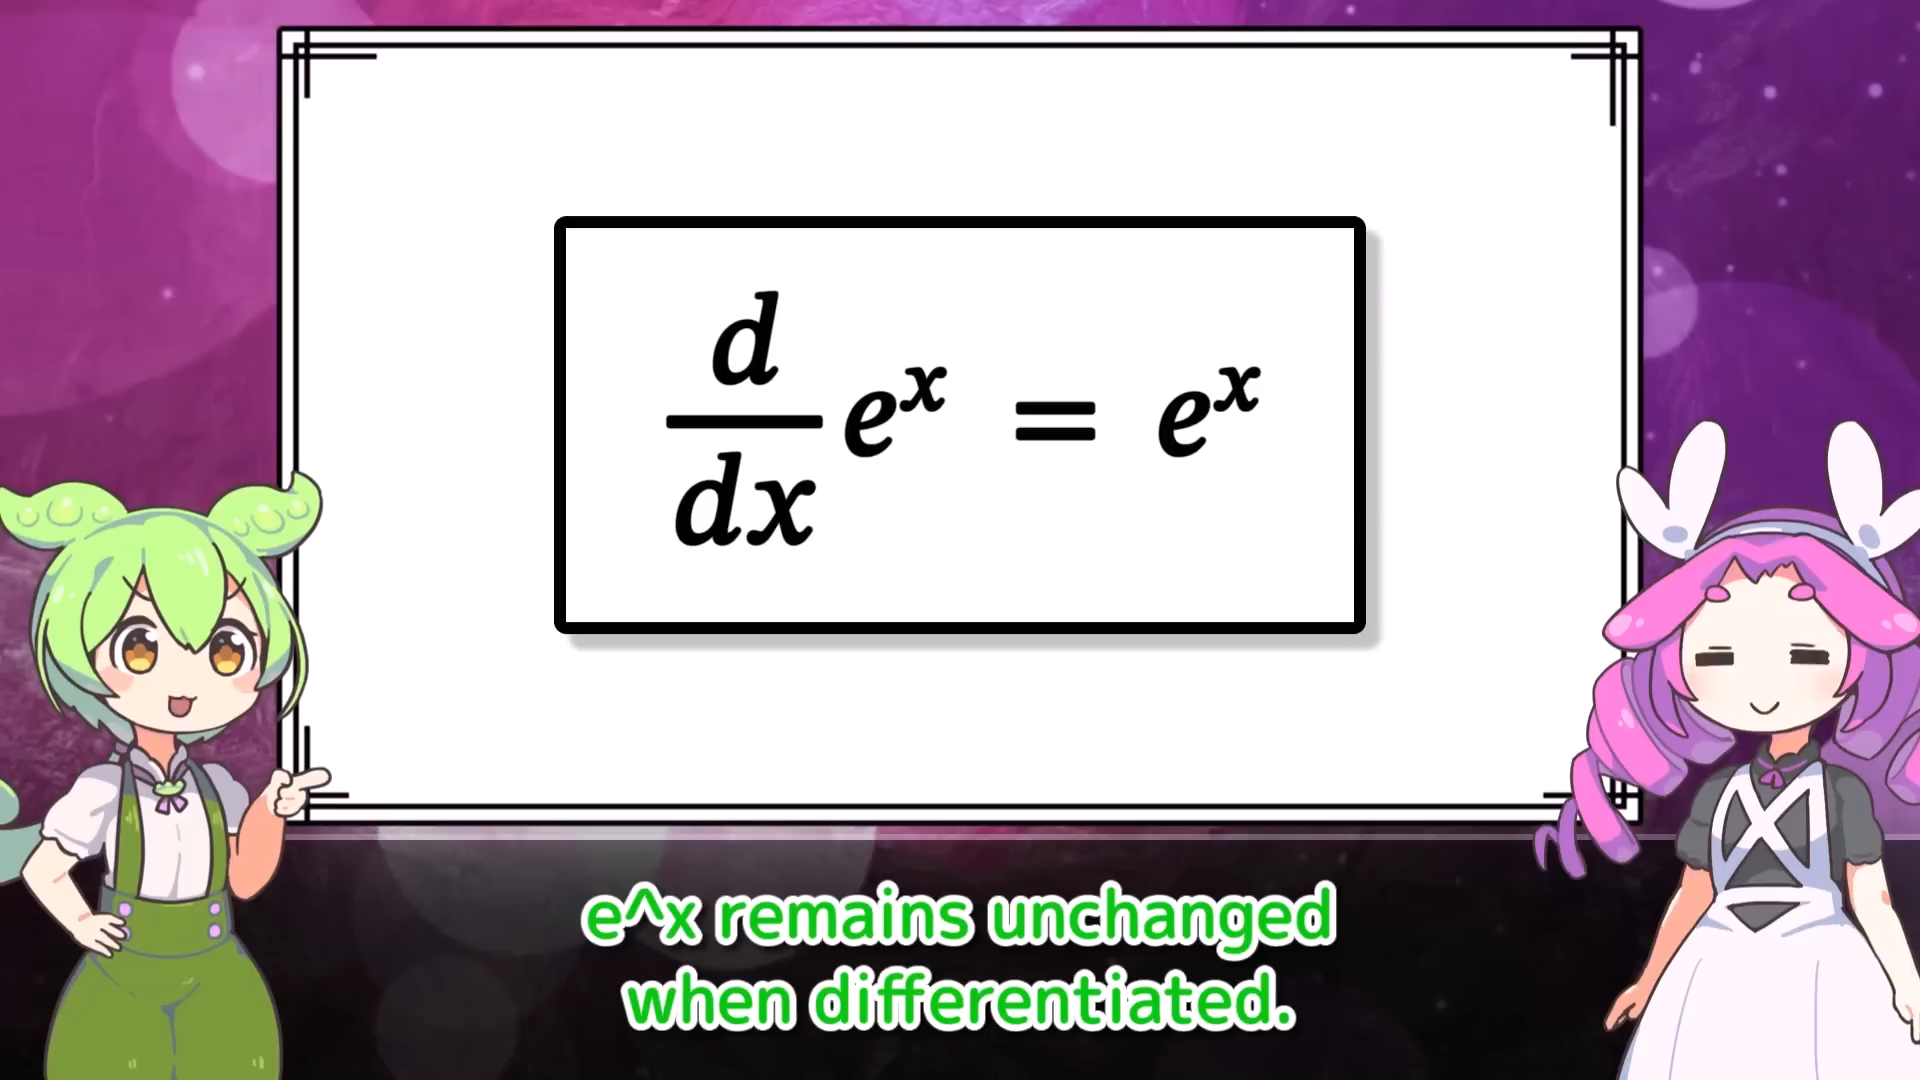 d/dx e^x = e^x
e^x remains unchanged
when differentiated.